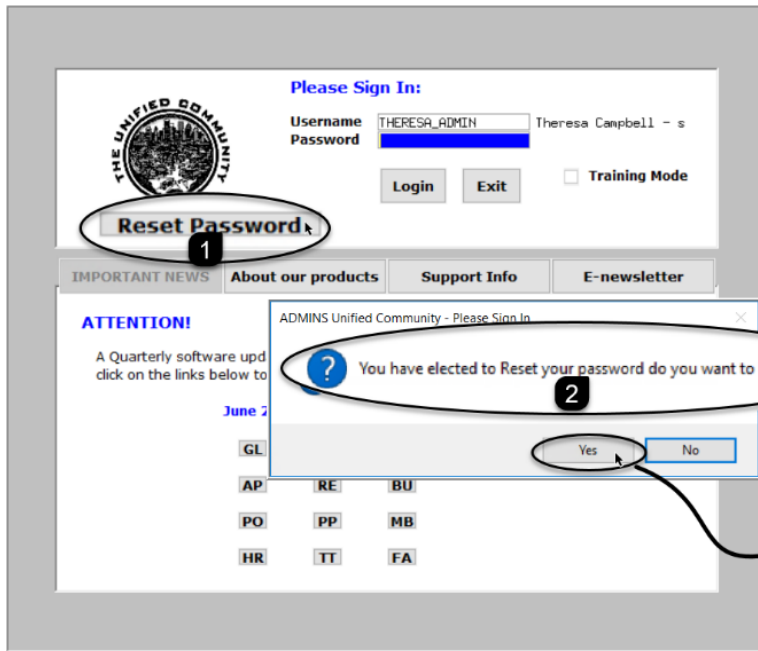 THE UNIFIED COMMUNITY
Please Sign In:
Username THERESA_ADMIN Theresa Campbell - s
Password
Login Exit Training Mode
Reset Password
1
IMPORTANT NEWS About our products Support Info E-newsletter
ATTENTION!
ADMINS Unified Community - Please Sign In
A Quarterly software upd
click on the links below to
You have elected to Reset your password do you want to
2
June 2
Yes No
GL
AP RE BU
PO PP MB
HR TT FA